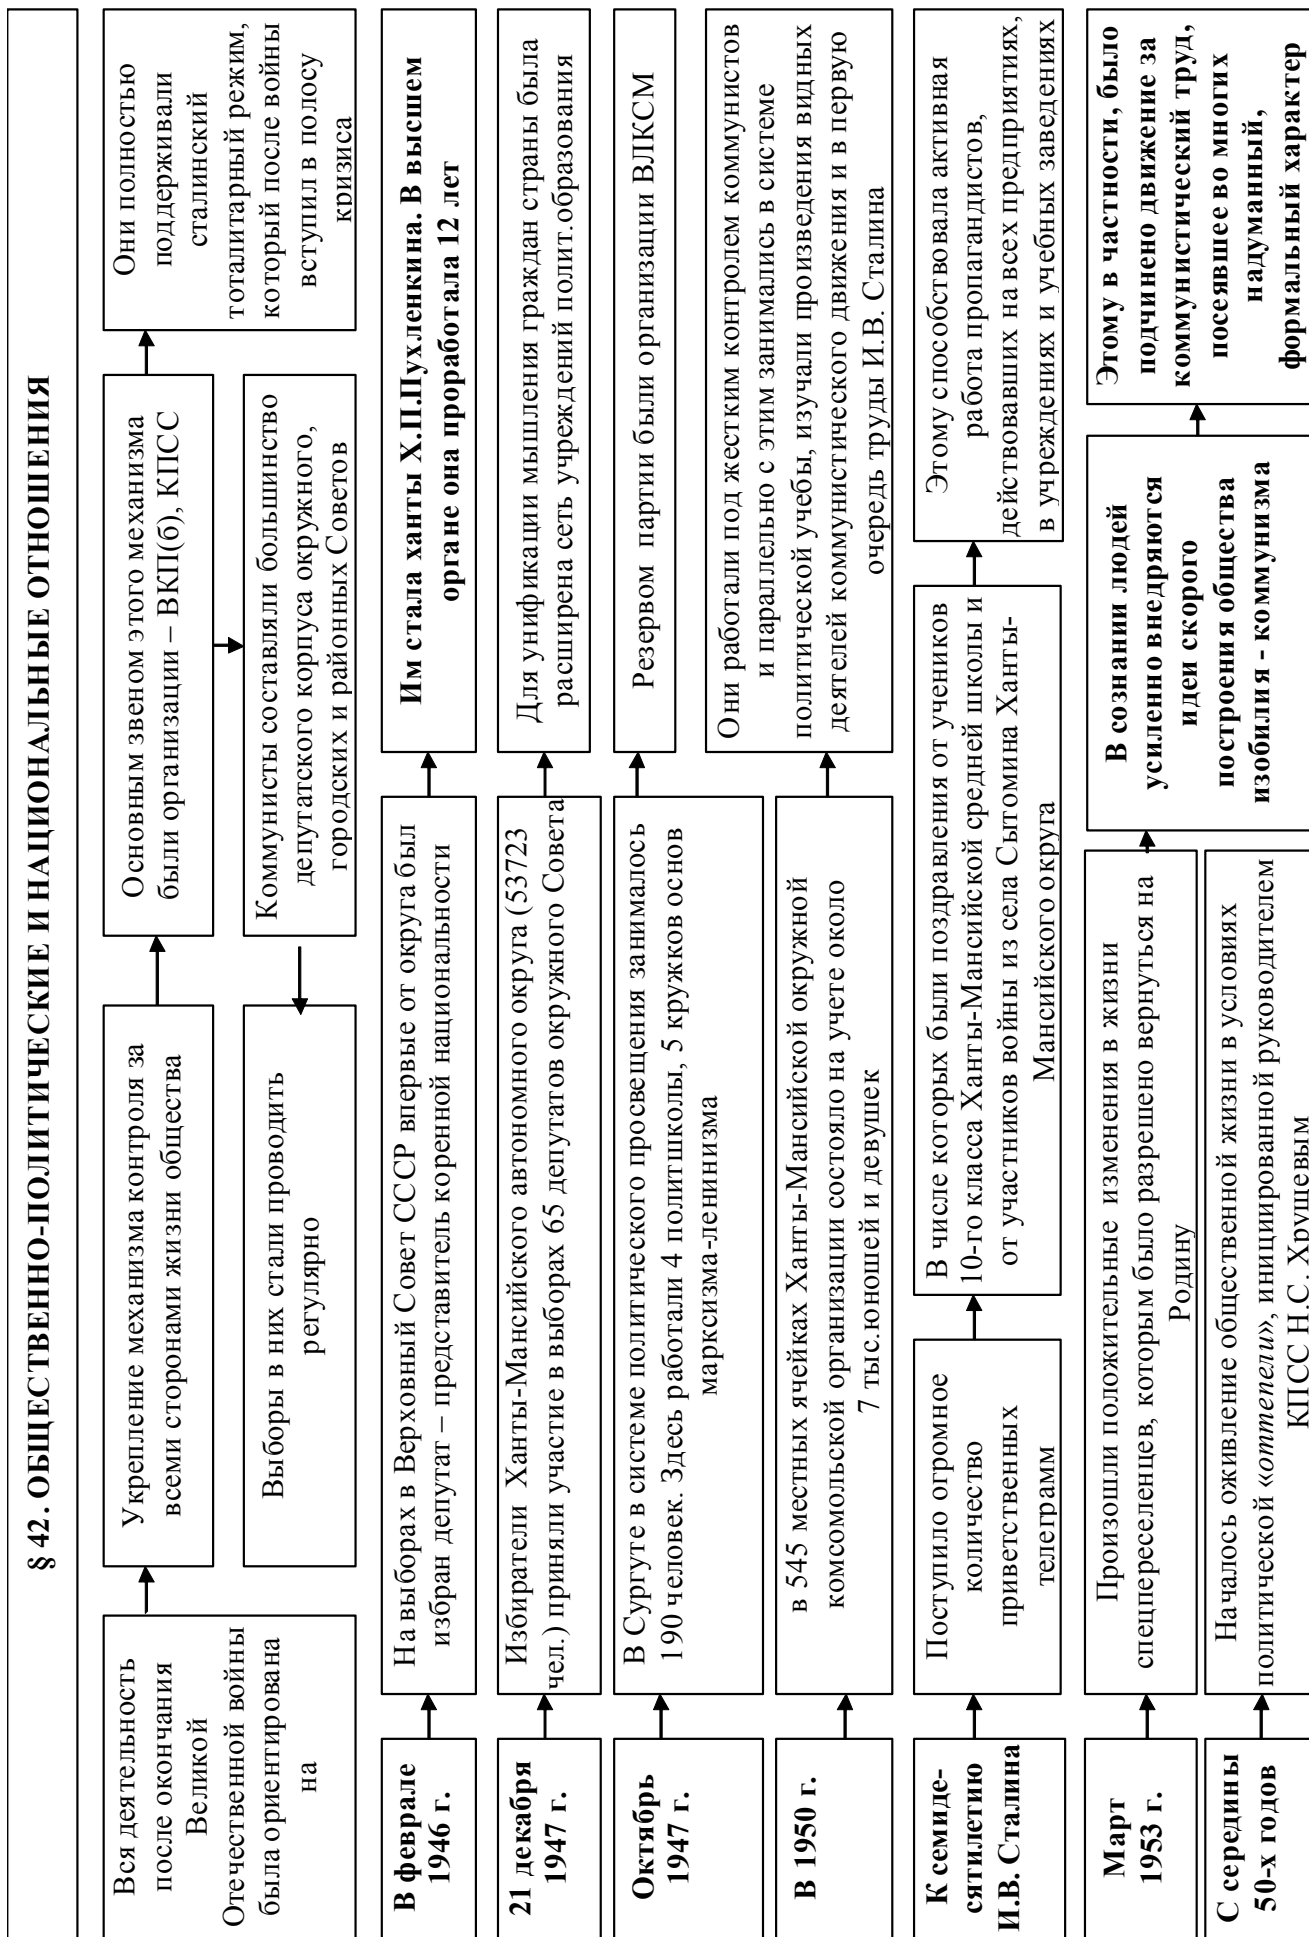 § 42. ОБЩЕСТВЕННО-ПОЛИТИЧЕСКИЕ И НАЦИОНАЛЬНЫЕ ОТНОШЕНИЯ
Вся деятельность
после окончания
Великой
Отечественной войны
была ориентирована
на
Укрепление механизма контроля за
всеми сторонами жизни общества
Основным звеном этого механизма
были организации – ВКП(б), КПСС
Они полностью
поддерживали
сталинский
тоталитарный режим,
который после войны
вступил в полосу
кризиса
Коммунисты составляли большинство
депутатского корпуса окружного,
городских и районных Советов
Выборы в них стали проводить
регулярно
В феврале
1946 г.
На выборах в Верховный Совет СССР впервые от округа был
избран депутат – представитель коренной национальности
Им стала ханты Х.П.Пухленкина. В высшем
органе она проработала 12 лет
21 декабря
1947 г.
Избиратели Ханты-Мансийского автономного округа (53723
чел.) приняли участие в выборах 65 депутатов окружного Совета
Для унификации мышления граждан страны была
расширена сеть учреждений полит.образования
Октябрь
1947 г.
В Сургуте в системе политического просвещения занималось
190 человек. Здесь работали 4 политшколы, 5 кружков основ
марксизма-ленинизма
Резервом партии были организации ВЛКСМ
В 1950 г.
в 545 местных ячейках Ханты-Мансийской окружной
комсомольской организации состояло на учете около
7 тыс.юношей и девушек
Они работали под жестким контролем коммунистов
и параллельно с этим занимались в системе
политической учебы, изучали произведения видных
деятелей коммунистического движения и в первую
очередь труды И.В. Сталина
К семиде-
сятилетию
И.В. Сталина
Поступило огромное
количество
приветственных
телеграмм
В числе которых были поздравления от учеников
10-го класса Ханты-Мансийской средней школы и
от участников войны из села Сытомина Ханты-
Мансийского округа
Этому способствовала активная
работа пропагандистов,
действовавших на всех предприятиях,
в учреждениях и учебных заведениях
Март
1953 г.
Произошли положительные изменения в жизни
спецпереселенцев, которым было разрешено вернуться на
Родину
В сознании людей
усиленно внедряются
идеи скорого
построения общества
изобилия - коммунизма
Этому в частности, было
подчинено движение за
коммунистический труд,
посеявшее во многих
надуманный,
формальный характер
С середины
50-х годов
Началось оживление общественной жизни в условиях
политической «оттепели», инициированной руководителем
КПСС Н.С. Хрущевым